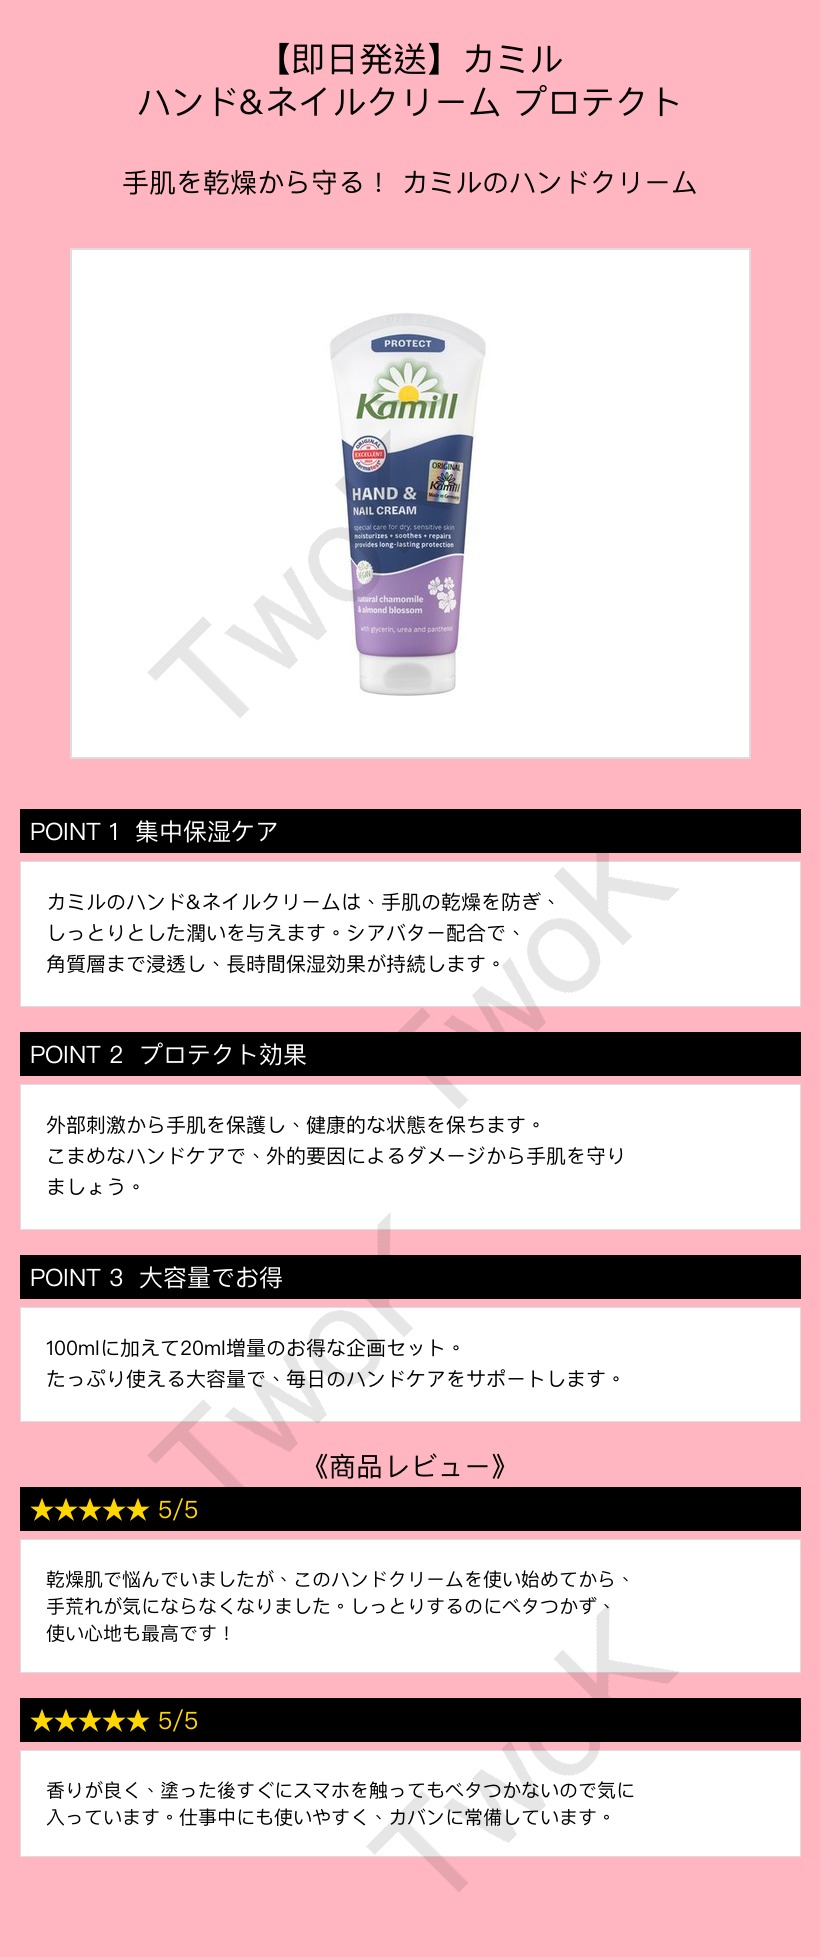 【即日発送】カミル
ハンド&ネイルクリーム プロテクト
手肌を乾燥から守る！ カミルのハンドクリーム
PROTECT
Kamill
ORIGINAL
EXCELLENT
dermatest
ORIGINAL
Kamill
Made in Germany
HAND &
NAIL CREAM
special care for dry, sensitive skin
moisturizes + soothes + repairs
provides long-lasting protection
natural chamomile
& almond blossom
with glycerin, urea and panthenol
TwoK
POINT 1 集中保湿ケア
カミルのハンド&ネイルクリームは、手肌の乾燥を防ぎ、
しっとりとした潤いを与えます。シアバター配合で、
角質層まで浸透し、長時間保湿効果が持続します。
TwoK
POINT 2 プロテクト効果
外部刺激から手肌を保護し、健康的な状態を保ちます。
こまめなハンドケアで、外的要因によるダメージから手肌を守り
ましょう。
POINT 3 大容量でお得
100mlに加えて20ml増量のお得な企画セット。
たっぷり使える大容量で、毎日のハンドケアをサポートします。
TwoK
《商品レビュー》
★★★★★ 5/5
乾燥肌で悩んでいましたが、このハンドクリームを使い始めてから、
手荒れが気にならなくなりました。しっとりするのにベタつかず、
使い心地も最高です！
★★★★★ 5/5
香りが良く、塗った後すぐにスマホを触ってもベタつかないので気に
入っています。仕事中にも使いやすく、カバンに常備しています。
TwoK